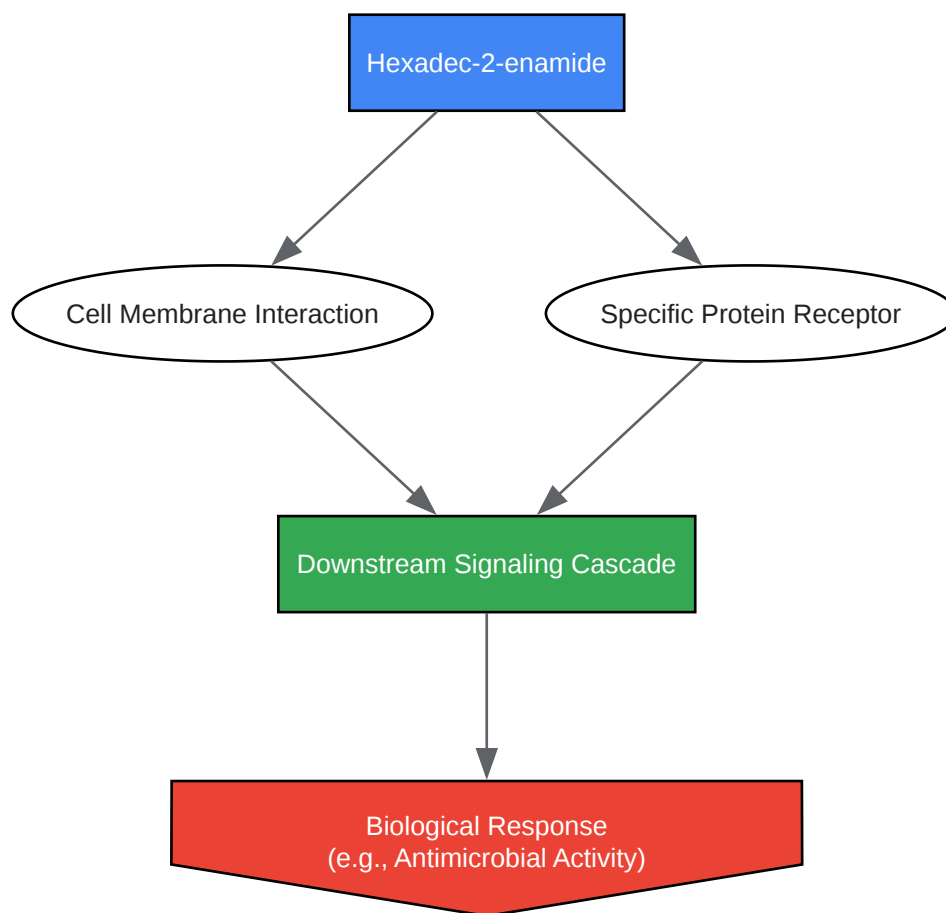 Hexadec-2-enamide
Cell Membrane Interaction
Specific Protein Receptor
Downstream Signaling Cascade
Biological Response
(e.g., Antimicrobial Activity)